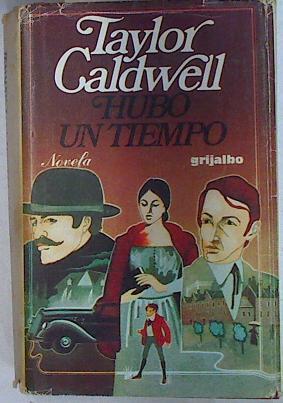 Taylor
Caldwell
HUBO
UN TIEMPO
Novela
grijalbo